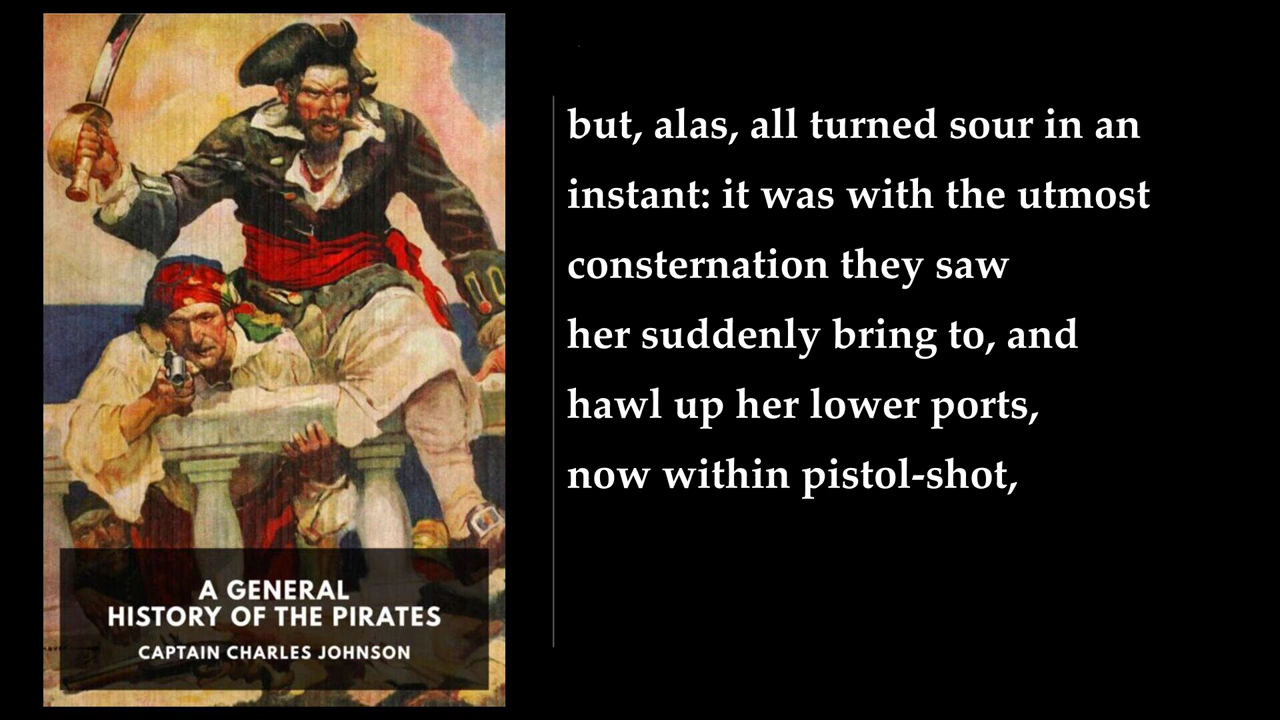 but, alas, all turned sour in an
instant: it was with the utmost
consternation they saw
her suddenly bring to, and
hawl up her lower ports,
now within pistol-shot,
A GENERAL
HISTORY OF THE PIRATES
CAPTAIN CHARLES JOHNSON